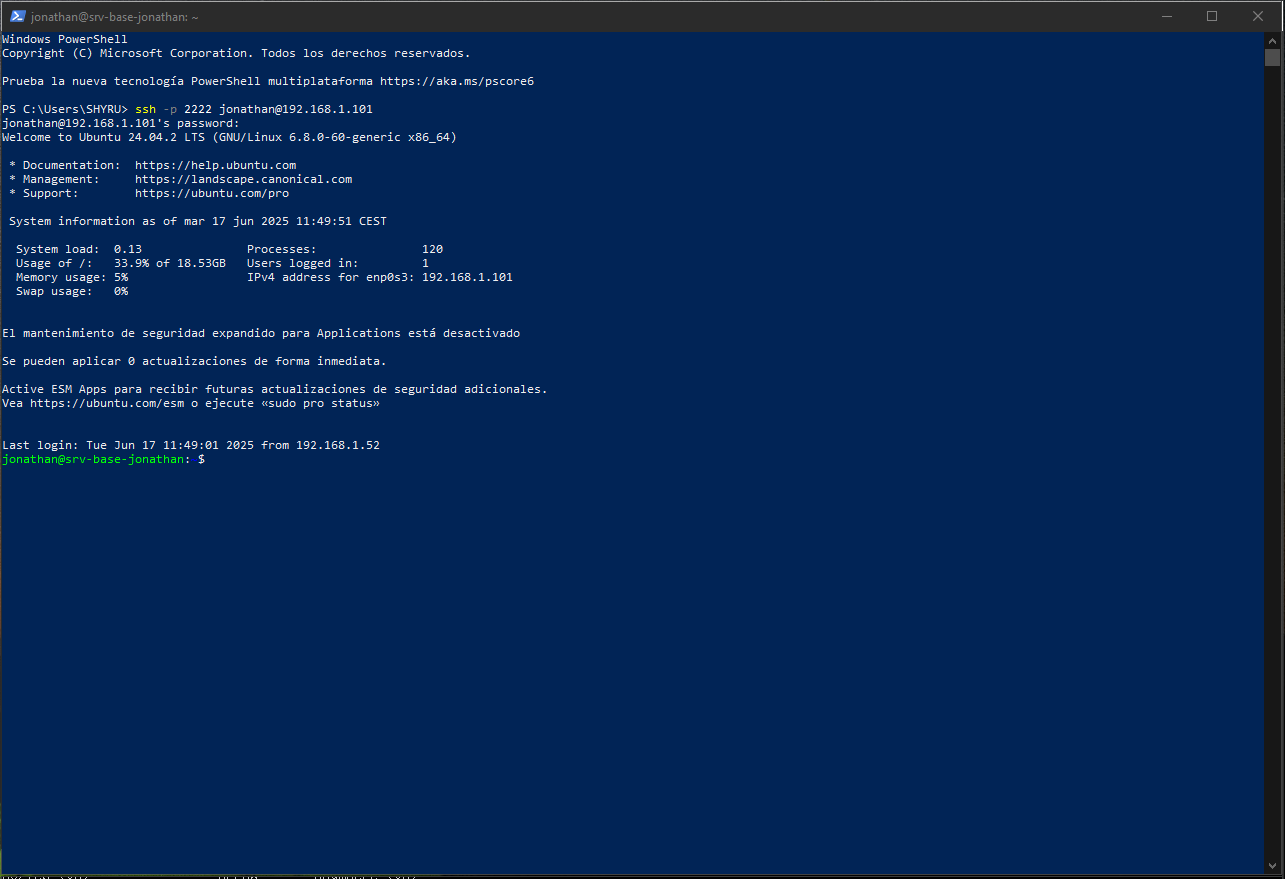 jonathan@srv-base-jonathan: ~
Windows PowerShell
Copyright (C) Microsoft Corporation. Todos los derechos reservados.
Prueba la nueva tecnología PowerShell multiplataforma https://aka.ms/pscore6
PS C:\Users\SHYRU> ssh -p 2222 jonathan@192.168.1.101
jonathan@192.168.1.101's password:
Welcome to Ubuntu 24.04.2 LTS (GNU/Linux 6.8.0-60-generic x86_64)
* Documentation:  https://help.ubuntu.com
* Management:     https://landscape.canonical.com
* Support:        https://ubuntu.com/pro
System information as of mar 17 jun 2025 11:49:51 CEST
System load:  0.13               Processes:               120
Usage of /:   33.9% of 18.53GB   Users logged in:         1
Memory usage: 5%                 IPv4 address for enp0s3: 192.168.1.101
Swap usage:   0%
El mantenimiento de seguridad expandido para Applications está desactivado
Se pueden aplicar 0 actualizaciones de forma inmediata.
Active ESM Apps para recibir futuras actualizaciones de seguridad adicionales.
Vea https://ubuntu.com/esm o ejecute «sudo pro status»
Last login: Tue Jun 17 11:49:01 2025 from 192.168.1.52
jonathan@srv-base-jonathan: $